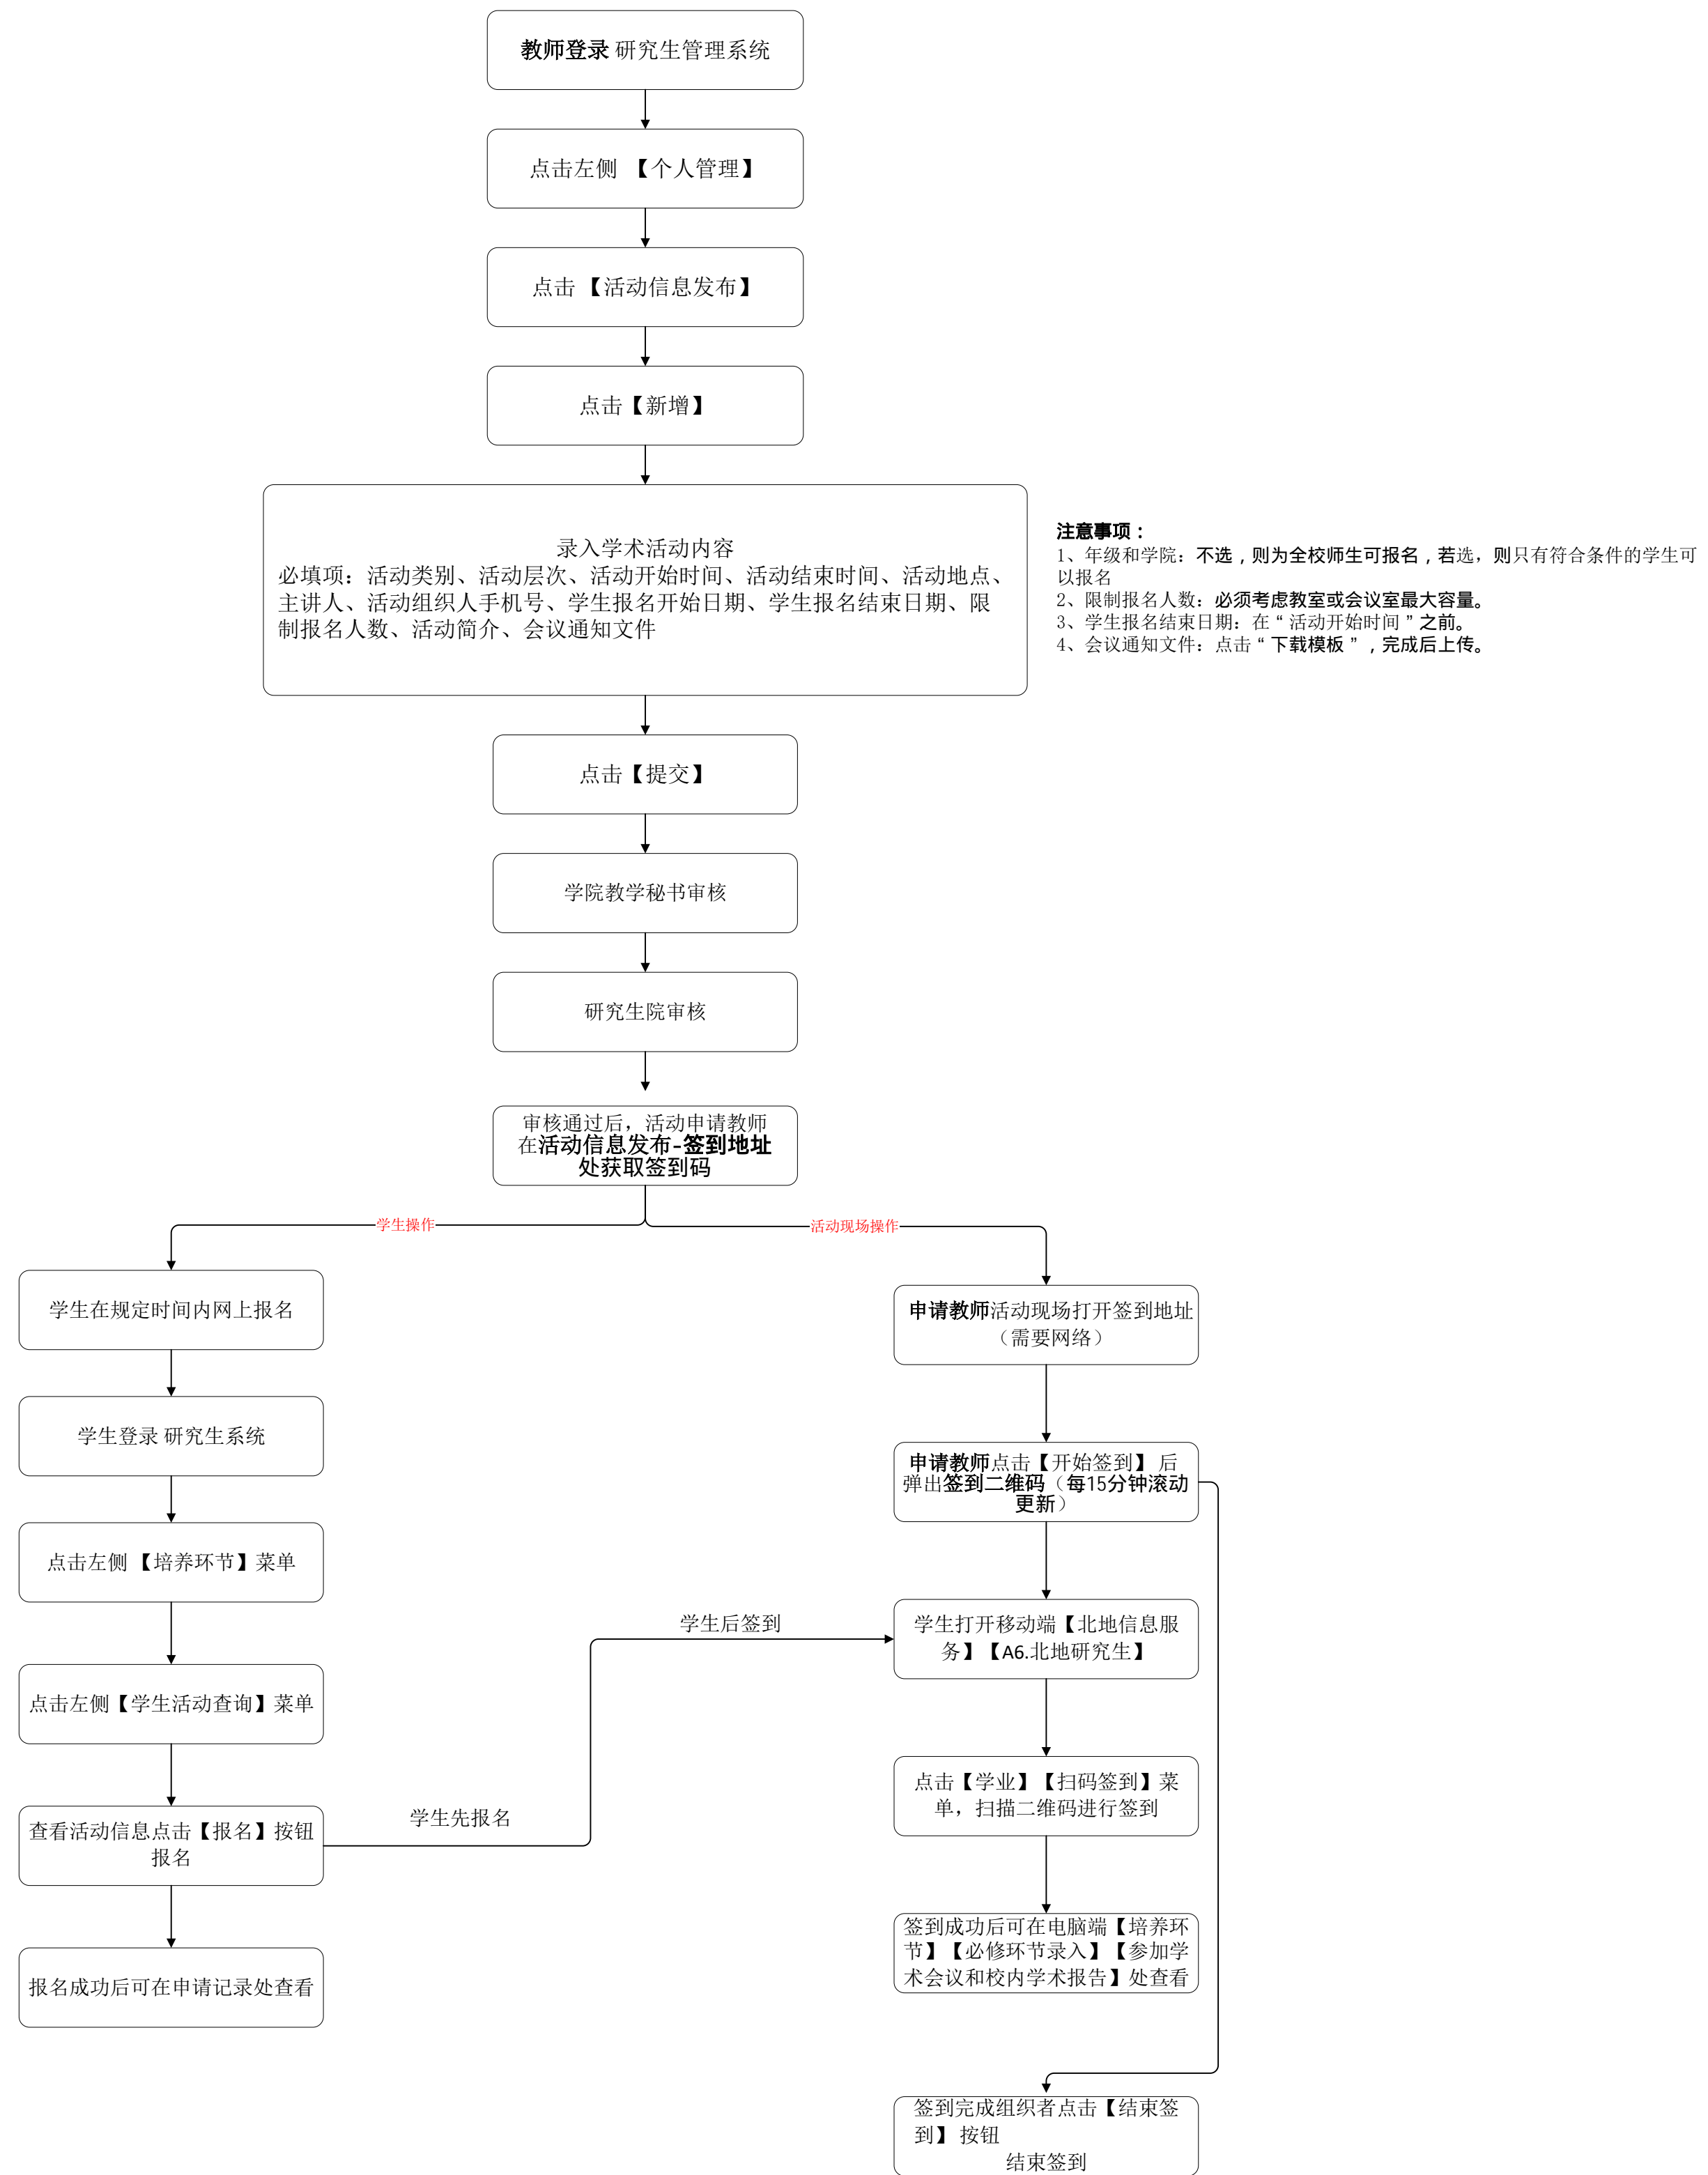 教师登录 研究生管理系统
点击左侧 【个人管理】
点击【活动信息发布】
点击【新增】
录入学术活动内容
必填项：活动类别、活动层次、活动开始时间、活动结束时间、活动地点、
主讲人、活动组织人手机号、学生报名开始日期、学生报名结束日期、限
制报名人数、活动简介、会议通知文件
注意事项：
1、年级和学院：不选，则为全校师生可报名，若选，则只有符合条件的学生可
以报名
2、限制报名人数：必须考虑教室或会议室最大容量。
3、学生报名结束日期：在“活动开始时间”之前。
4、会议通知文件：点击“下载模板”，完成后上传。
点击【提交】
学院教学秘书审核
研究生院审核
审核通过后，活动申请教师
在活动信息发布-签到地址
处获取签到码
学生操作
活动现场操作
学生在规定时间内网上报名
学生登录 研究生系统
点击左侧 【培养环节】菜单
点击左侧【学生活动查询】菜单
查看活动信息点击【报名】按钮
报名
报名成功后可在申请记录处查看
学生先报名
学生后签到
申请教师活动现场打开签到地址
（需要网络）
申请教师点击【开始签到】后
弹出签到二维码（每15分钟滚动
更新）
学生打开移动端【北地信息服
务】【A6.北地研究生】
点击【学业】【扫码签到】菜
单，扫描二维码进行签到
签到成功后可在电脑端【培养环
节】【必修环节录入】【参加学
术会议和校内学术报告】处查看
签到完成组织者点击【结束签
到】按钮
结束签到